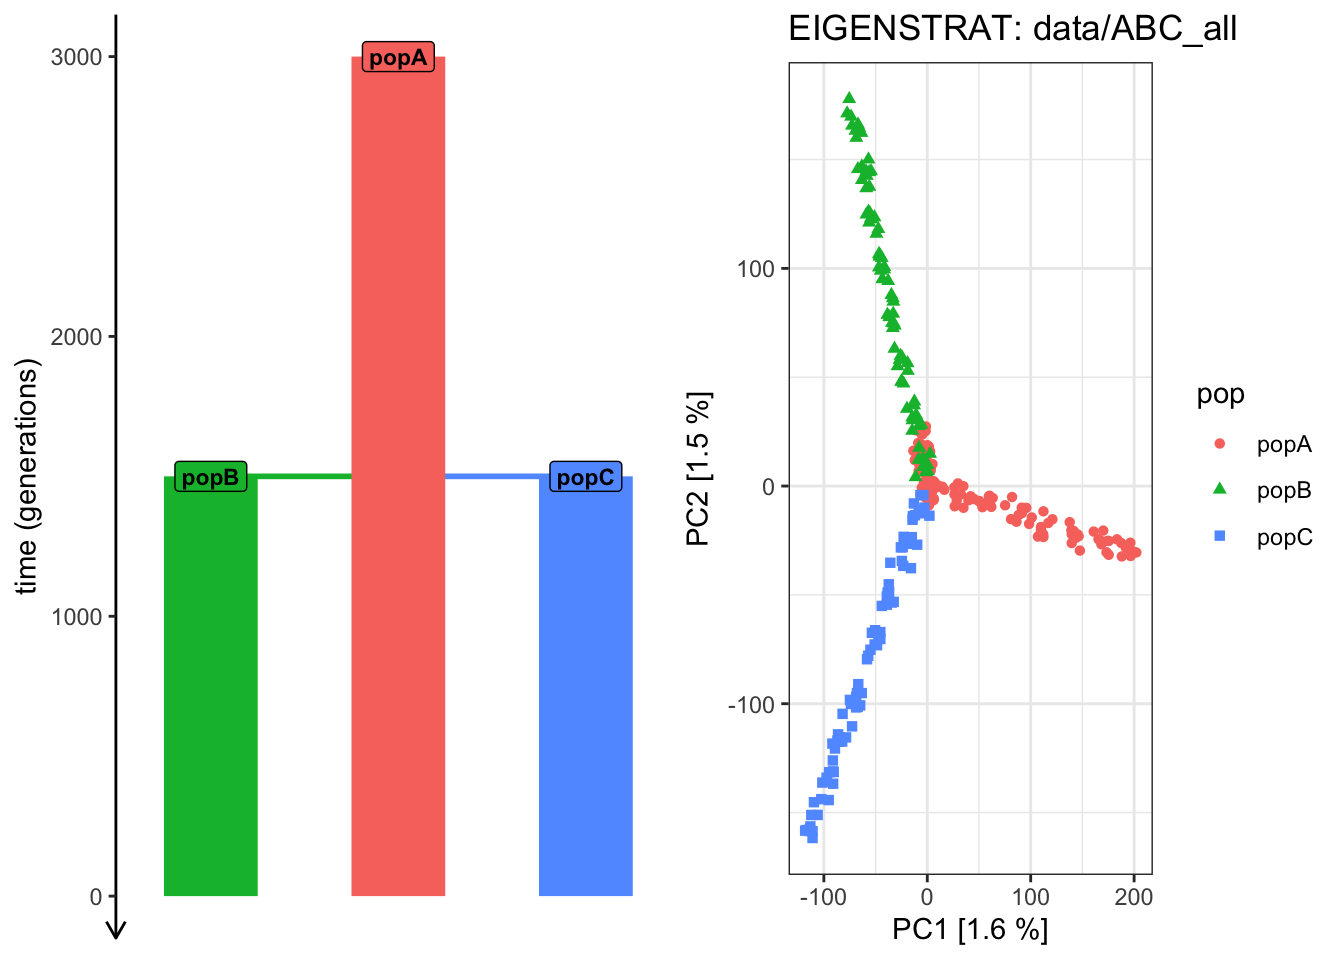 time (generations)
3000
2000
1000
0
popA
popB
popC
EIGENSTRAT: data/ABC_all
PC2 [1.5 %]
100
0
-100
-100
0
100
200
PC1 [1.6 %]
pop
popA
popB
popC